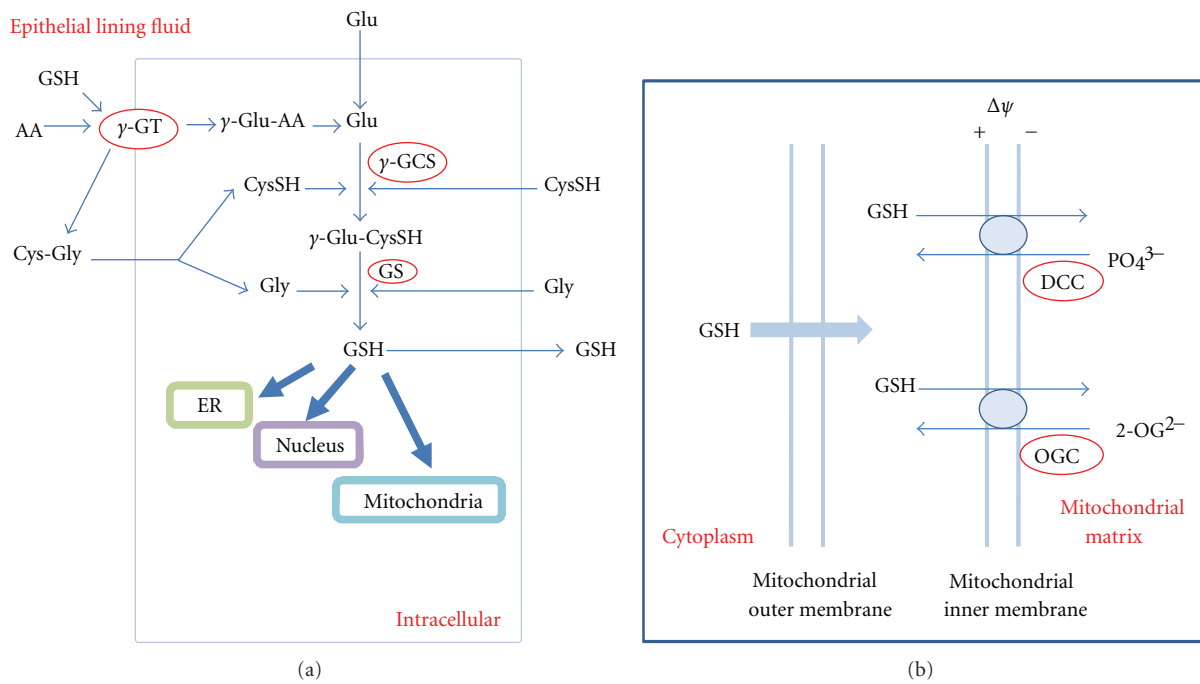 Epithelial lining fluid
Glu
GSH
AA
γ-GT
γ-Glu-AA
Glu
γ-GCS
CysSH
CysSH
Cys-Gly
γ-Glu-CysSH
GS
Gly
Gly
GSH
GSH
ER
Nucleus
Mitochondria
Intracellular
(a)
Δψ
+ −
GSH
PO₄³⁻
DCC
GSH
GSH
2-OG²⁻
OGC
Cytoplasm
Mitochondrial
matrix
Mitochondrial
outer membrane
Mitochondrial
inner membrane
(b)